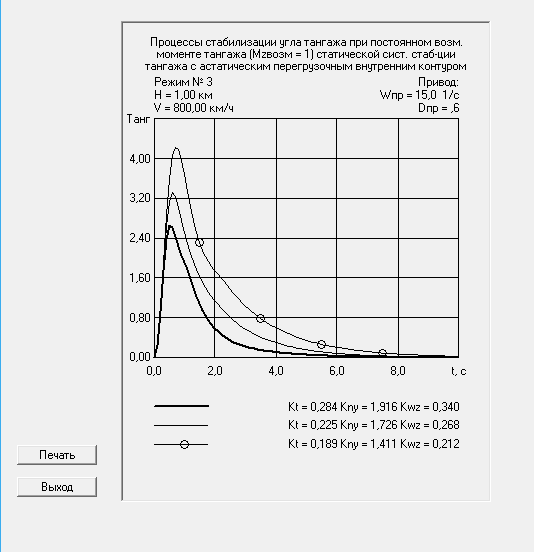 Процессы стабилизации угла тангажа при постоянном возм.
моменте тангажа (Mzвозм = 1) статической сист. стаб-ции
тангажа с астатическим перегрузочным внутренним контуром
Режим № 3 Привод:
H = 1,00 км Wпр = 15,0 1/с
V = 800,00 км/ч Dпр = ,6
Танг
4,00
3,20
2,40
1,60
0,80
0,00
0,0 2,0 4,0 6,0 8,0 t, c
Kt = 0,284 Kny = 1,916 Kwz = 0,340
Kt = 0,225 Kny = 1,726 Kwz = 0,268
Kt = 0,189 Kny = 1,411 Kwz = 0,212
Печать
Выход